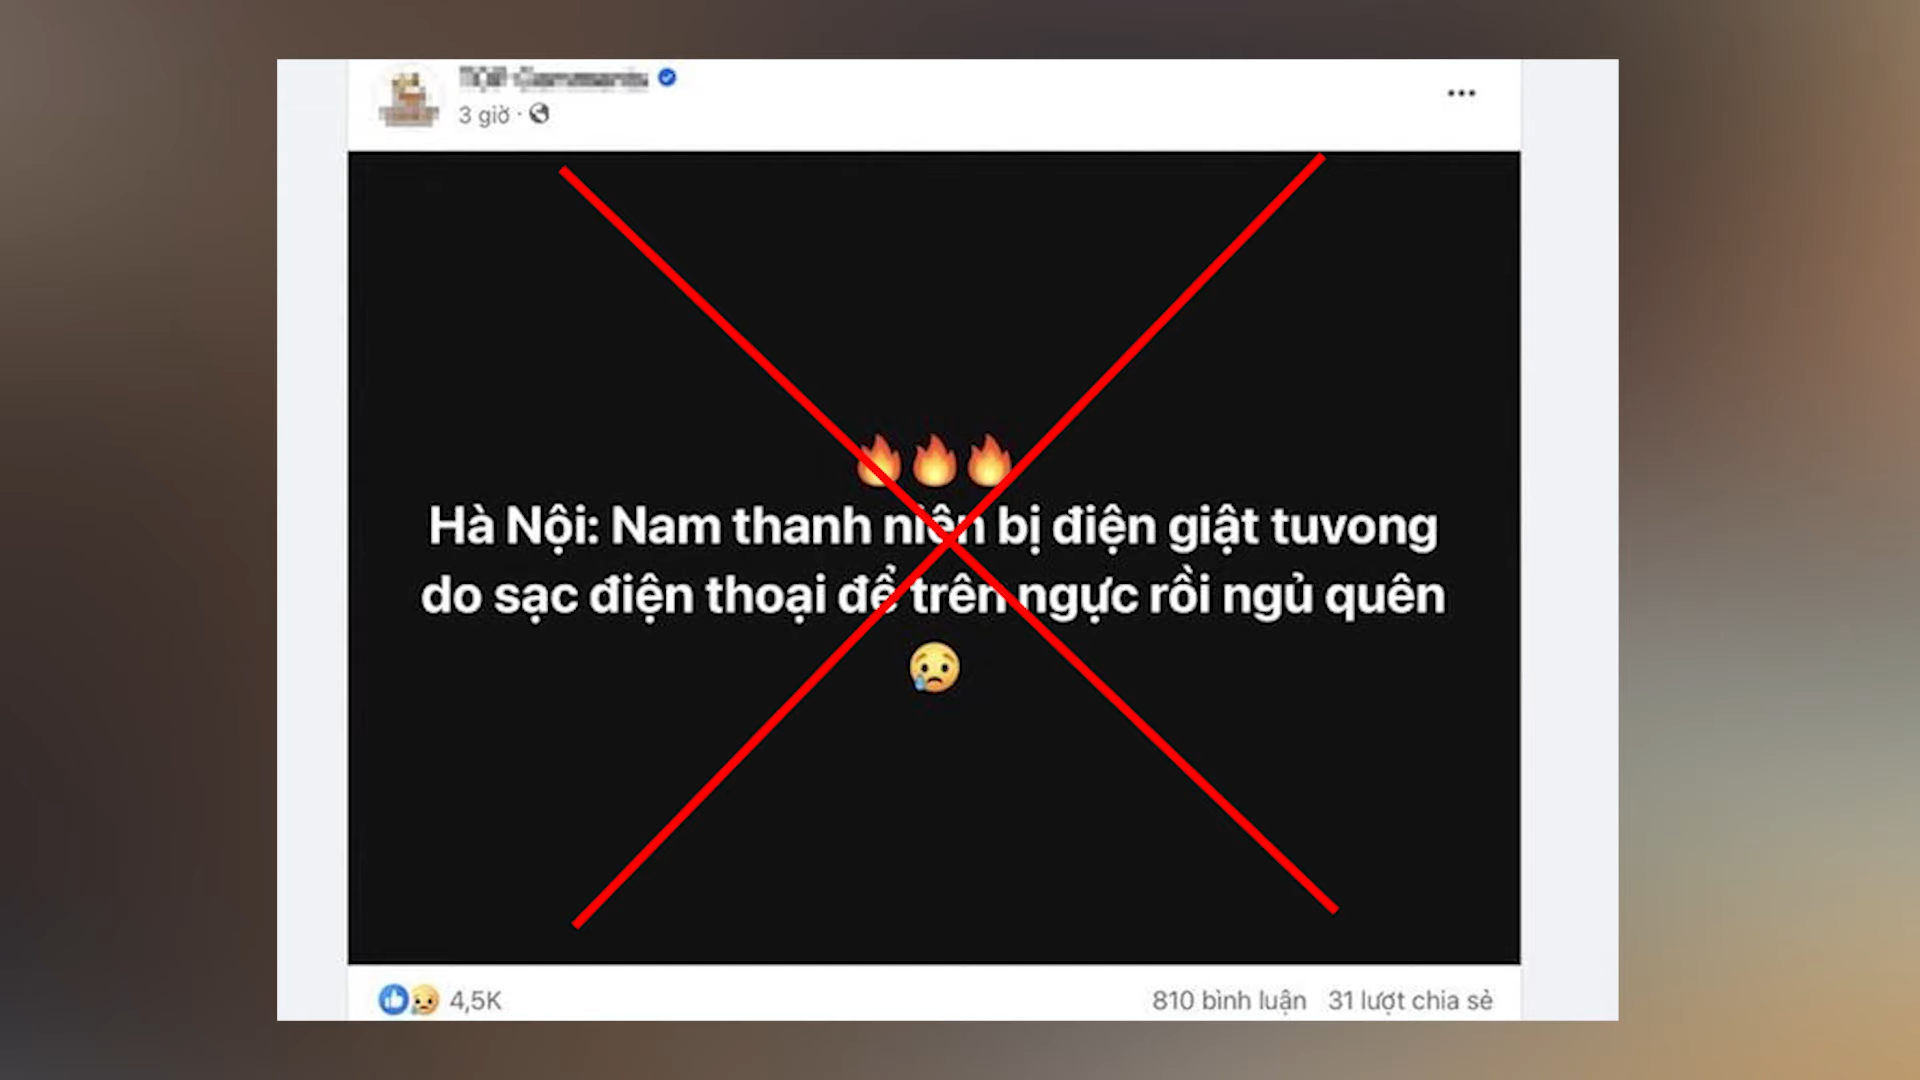 3 giờ ·
Hà Nội: Nam thanh niên bị điện giật tuvong
do sạc điện thoại để trên ngực rồi ngủ quên
4,5K
810 bình luận 31 lượt chia sẻ